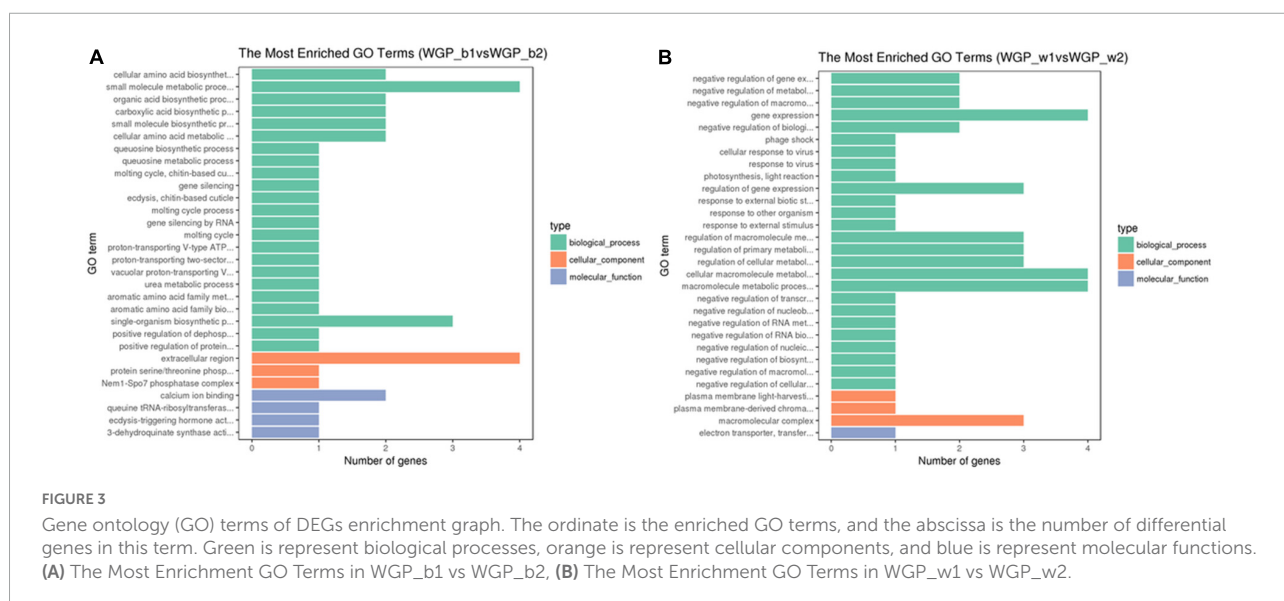 A
The Most Enriched GO Terms (WGP_b1vsWGP_b2)
GO term
cellular amino acid biosynthet...
small molecule metabolic proce...
organic acid biosynthetic proc...
carboxylic acid biosynthetic p...
small molecule biosynthetic pr...
cellular amino acid metabolic ...
queuosine biosynthetic process
queuosine metabolic process
molting cycle, chitin-based cu...
gene silencing
ecdysis, chitin-based cuticle
molting cycle process
gene silencing by RNA
molting cycle
proton-transporting V-type ATP...
proton-transporting two-sector...
vacuolar proton-transporting V...
urea metabolic process
aromatic amino acid family met...
aromatic amino acid family bio...
single-organism biosynthetic p...
positive regulation of dephosp...
positive regulation of protein...
extracellular region
protein serine/threonine phosp...
Nem1-Spo7 phosphatase complex
calcium ion binding
queuine tRNA-ribosyltransferas...
ecdysis-triggering hormone act...
3-dehydroquinate synthase acti...
0 1 2 3 4
Number of genes
type
biological_process
cellular_component
molecular_function
B
The Most Enriched GO Terms (WGP_w1vsWGP_w2)
GO term
negative regulation of gene ex...
negative regulation of metabol...
negative regulation of macromo...
gene expression
negative regulation of biologi...
phage shock
cellular response to virus
response to virus
photosynthesis, light reaction
regulation of gene expression
response to external biotic st...
response to other organism
response to external stimulus
regulation of macromolecule me...
regulation of primary metaboli...
regulation of cellular metabol...
cellular macromolecule metabol...
macromolecule metabolic proces...
negative regulation of transcr...
negative regulation of nucleob...
negative regulation of RNA met...
negative regulation of RNA bio...
negative regulation of nucleic...
negative regulation of biosynt...
negative regulation of macromol...
negative regulation of cellular...
plasma membrane light-harvesti...
plasma membrane-derived chroma...
macromolecular complex
electron transporter, transfer...
0 1 2 3 4
Number of genes
type
biological_process
cellular_component
molecular_function
FIGURE 3
Gene ontology (GO) terms of DEGs enrichment graph. The ordinate is the enriched GO terms, and the abscissa is the number of differential
genes in this term. Green is represent biological processes, orange is represent cellular components, and blue is represent molecular functions.
(A) The Most Enrichment GO Terms in WGP_b1 vs WGP_b2, (B) The Most Enrichment GO Terms in WGP_w1 vs WGP_w2.